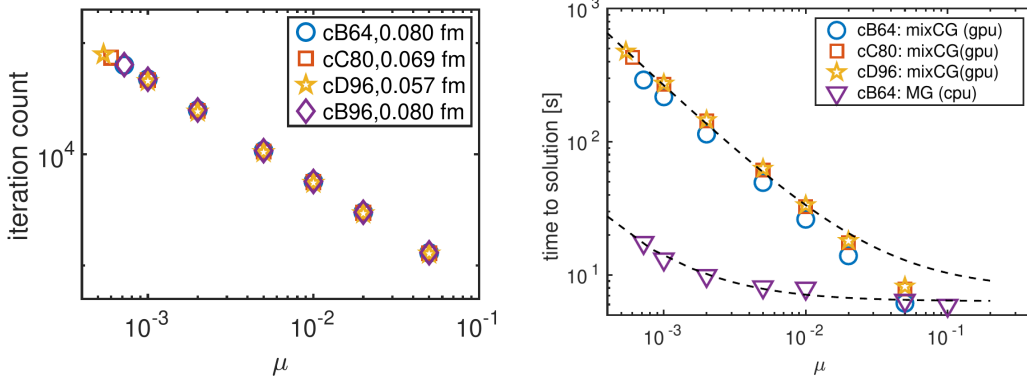 cB64,0.080 fm
cC80,0.069 fm
cD96,0.057 fm
cB96,0.080 fm
iteration count
10^4
10^-3
10^-2
10^-1
μ
cB64: mixCG (gpu)
cC80: mixCG(gpu)
cD96: mixCG(gpu)
cB64: MG (cpu)
time to solution [s]
10^3
10^2
10^1
10^-3
10^-2
10^-1
μ